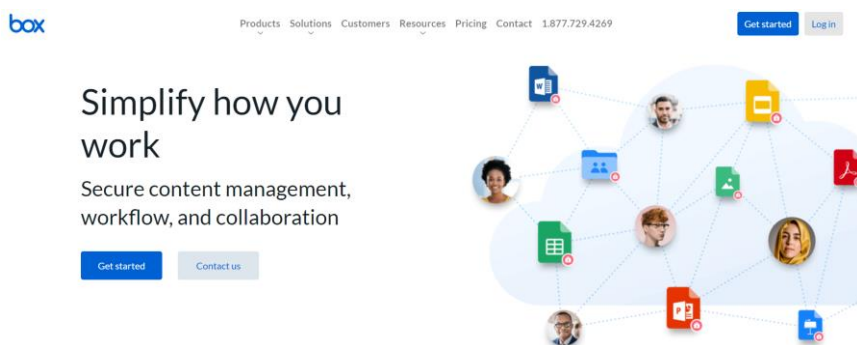 box
Products Solutions Customers Resources Pricing Contact 1.877.729.4269
Get started Log in
Simplify how you
work
Secure content management,
workflow, and collaboration
Get started Contact us
W
P